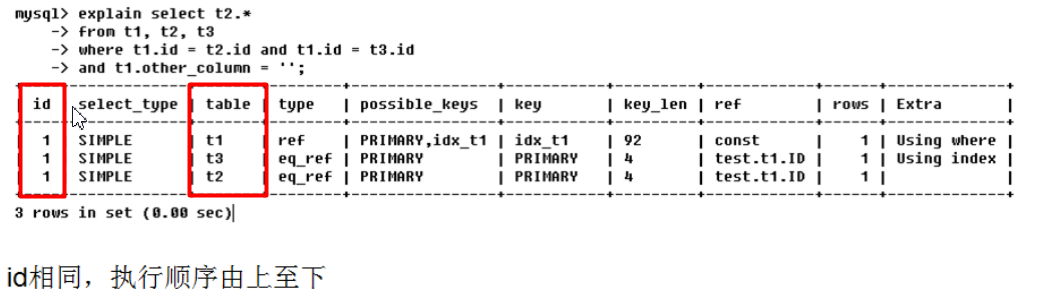 mysql> explain select t2.*
-> from t1, t2, t3
-> where t1.id = t2.id and t1.id = t3.id
-> and t1.other_column = '';
id | select_type | table | type | possible_keys | key | key_len | ref | rows | Extra |
1 | SIMPLE | t1 | ref | PRIMARY,idx_t1 | idx_t1 | 92 | const | 1 | Using where |
1 | SIMPLE | t3 | eq_ref | PRIMARY | PRIMARY | 4 | test.t1.ID | 1 | Using index |
1 | SIMPLE | t2 | eq_ref | PRIMARY | PRIMARY | 4 | test.t1.ID | 1 | |
3 rows in set (0.00 sec)
id相同，执行顺序由上至下